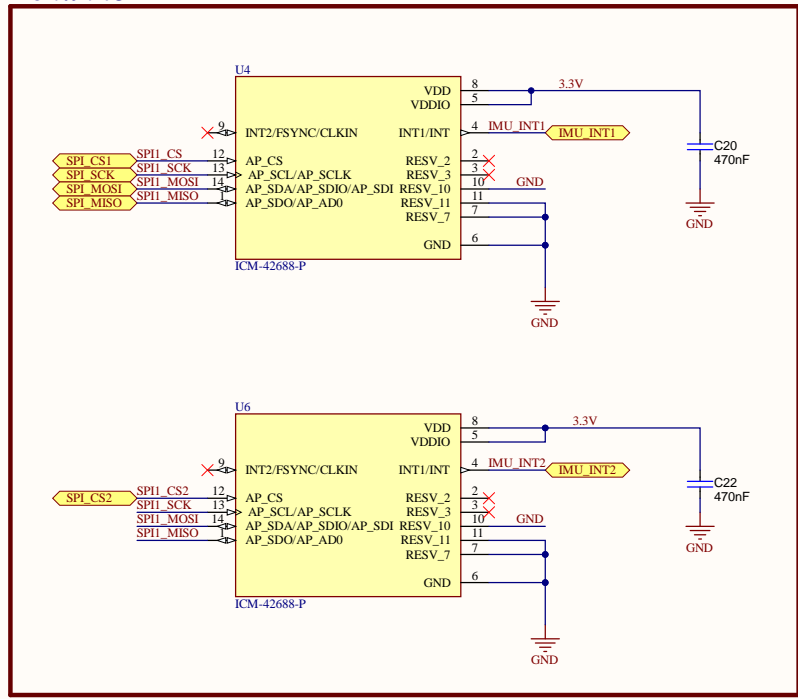 U4
VDD 8 3.3V
VDDIO 5
9 INT2/FSYNC/CLKIN INT1/INT 4 IMU_INT1 IMU_INT1
C20
470nF
SPI_CS1 SPI1_CS 12 AP_CS RESV_2 2
SPI_SCK SPI1_SCK 13 AP_SCL/AP_SCLK RESV_3 3
SPI_MOSI SPI1_MOSI 14 AP_SDA/AP_SDIO/AP_SDI RESV_10 10 GND
SPI_MISO SPI1_MISO 1 AP_SDO/AP_AD0 RESV_11 11
RESV_7 7
GND
GND 6
ICM-42688-P
GND
U6
VDD 8 3.3V
VDDIO 5
9 INT2/FSYNC/CLKIN INT1/INT 4 IMU_INT2 IMU_INT2
C22
470nF
SPI_CS2 SPI1_CS2 12 AP_CS RESV_2 2
SPI1_SCK 13 AP_SCL/AP_SCLK RESV_3 3
SPI1_MOSI 14 AP_SDA/AP_SDIO/AP_SDI RESV_10 10 GND
SPI1_MISO 1 AP_SDO/AP_AD0 RESV_11 11
RESV_7 7
GND
GND 6
ICM-42688-P
GND